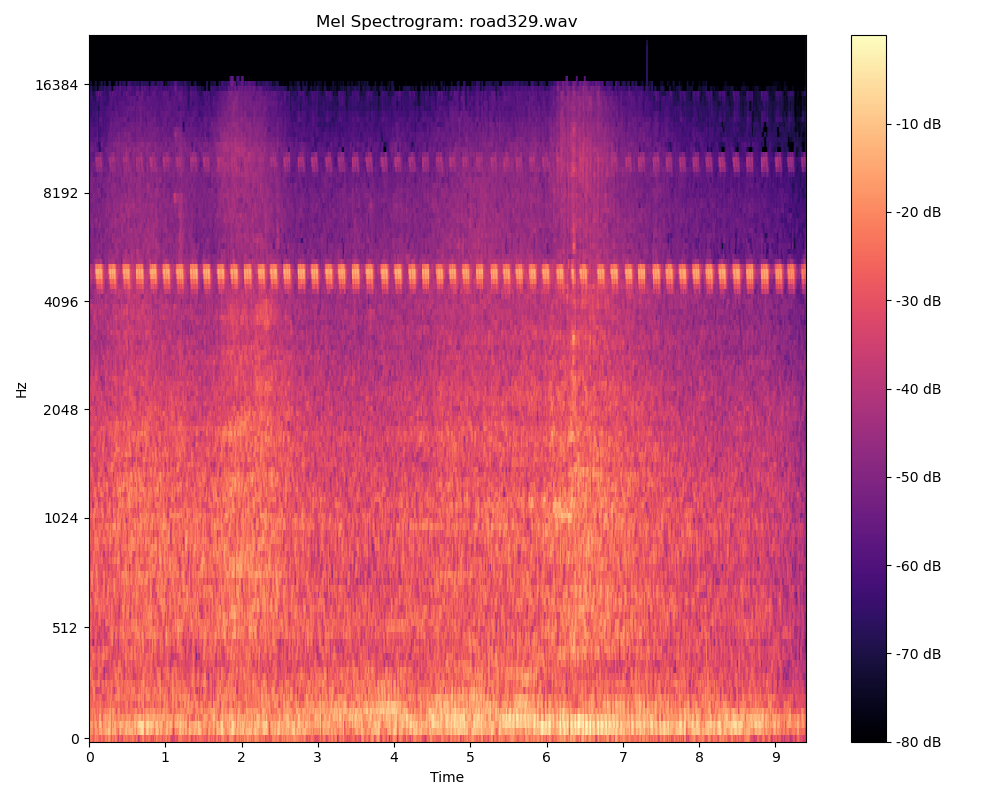 Mel Spectrogram: road329.wav
16384
8192
4096
2048
1024
512
0
Hz
0 1 2 3 4 5 6 7 8 9
Time
-10 dB
-20 dB
-30 dB
-40 dB
-50 dB
-60 dB
-70 dB
-80 dB